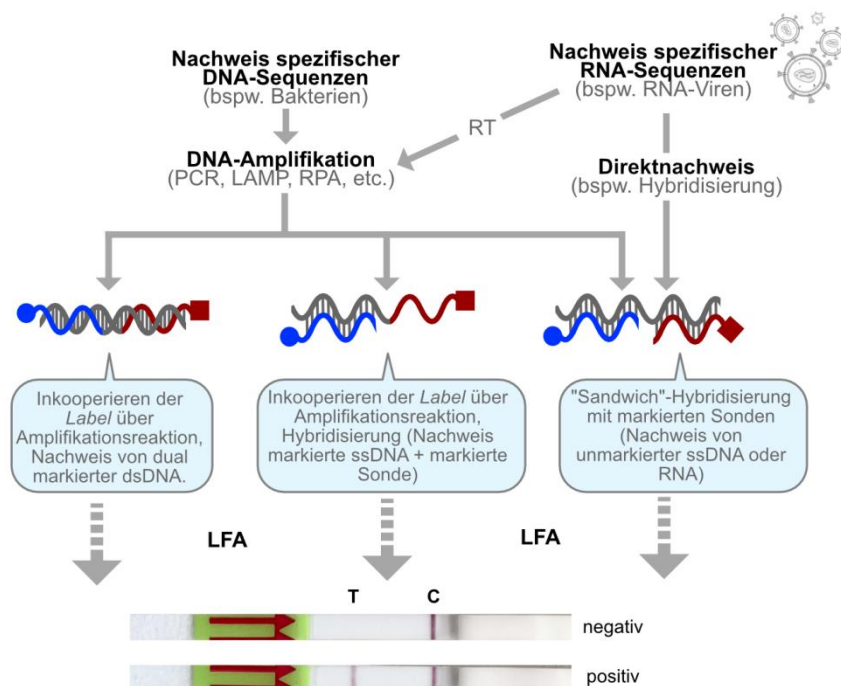 Nachweis spezifischer
DNA-Sequenzen
(bspw. Bakterien)
Nachweis spezifischer
RNA-Sequenzen
(bspw. RNA-Viren)
RT
DNA-Amplifikation
(PCR, LAMP, RPA, etc.)
Direktnachweis
(bspw. Hybridisierung)
Inkooperieren der
Label über
Amplifikationsreaktion,
Nachweis von dual
markierter dsDNA.
Inkooperieren der Label über
Amplifikationsreaktion,
Hybridisierung (Nachweis
markierte ssDNA + markierte
Sonde)
"Sandwich"-Hybridisierung
mit markierten Sonden
(Nachweis von
unmarkierter ssDNA oder
RNA)
LFA
LFA
T
C
negativ
positiv